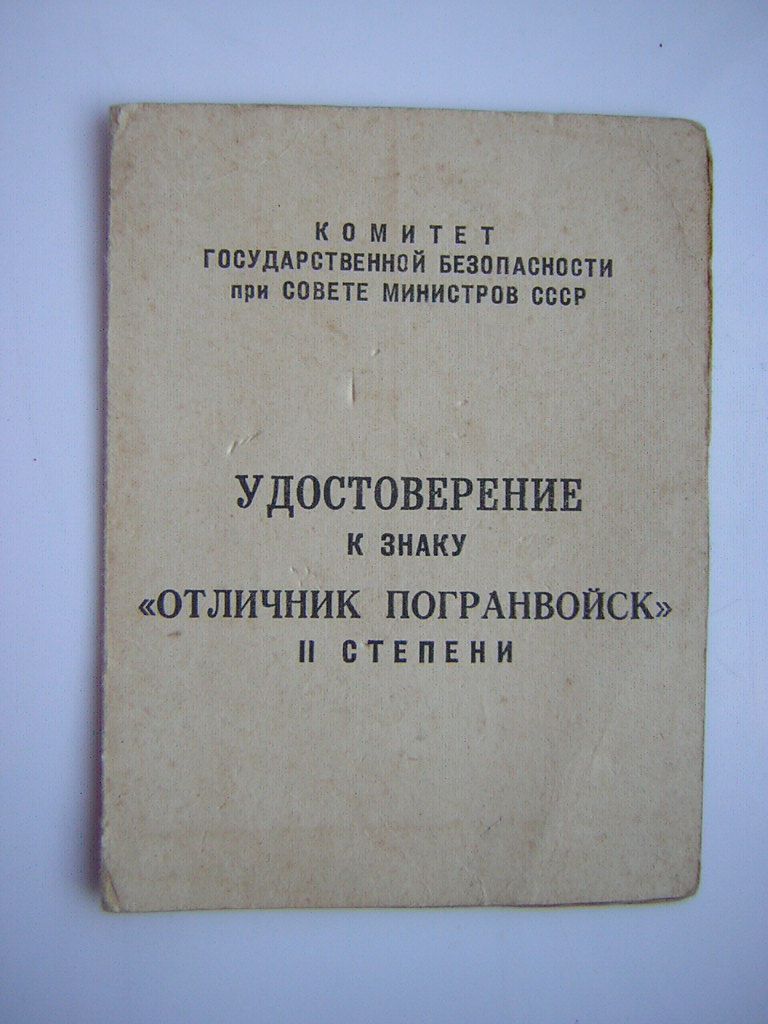 КОМИТЕТ
ГОСУДАРСТВЕННОЙ БЕЗОПАСНОСТИ
при СОВЕТЕ МИНИСТРОВ СССР
УДОСТОВЕРЕНИЕ
К ЗНАКУ
«ОТЛИЧНИК ПОГРАНВОЙСК»
II СТЕПЕНИ